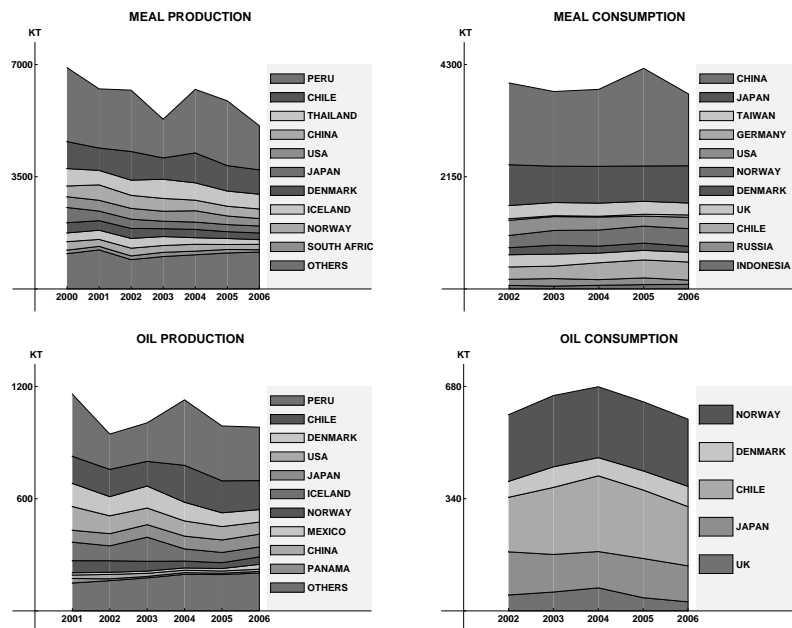 MEAL PRODUCTION
KT
7000
3500
2000 2001 2002 2003 2004 2005 2006
PERU
CHILE
THAILAND
CHINA
USA
JAPAN
DENMARK
ICELAND
NORWAY
SOUTH AFRIC
OTHERS
MEAL CONSUMPTION
KT
4300
2150
2002 2003 2004 2005 2006
CHINA
JAPAN
TAIWAN
GERMANY
USA
NORWAY
DENMARK
UK
CHILE
RUSSIA
INDONESIA
OIL PRODUCTION
KT
1200
600
2001 2002 2003 2004 2005 2006
PERU
CHILE
DENMARK
USA
JAPAN
ICELAND
NORWAY
MEXICO
CHINA
PANAMA
OTHERS
OIL CONSUMPTION
KT
680
340
2002 2003 2004 2005 2006
NORWAY
DENMARK
CHILE
JAPAN
UK